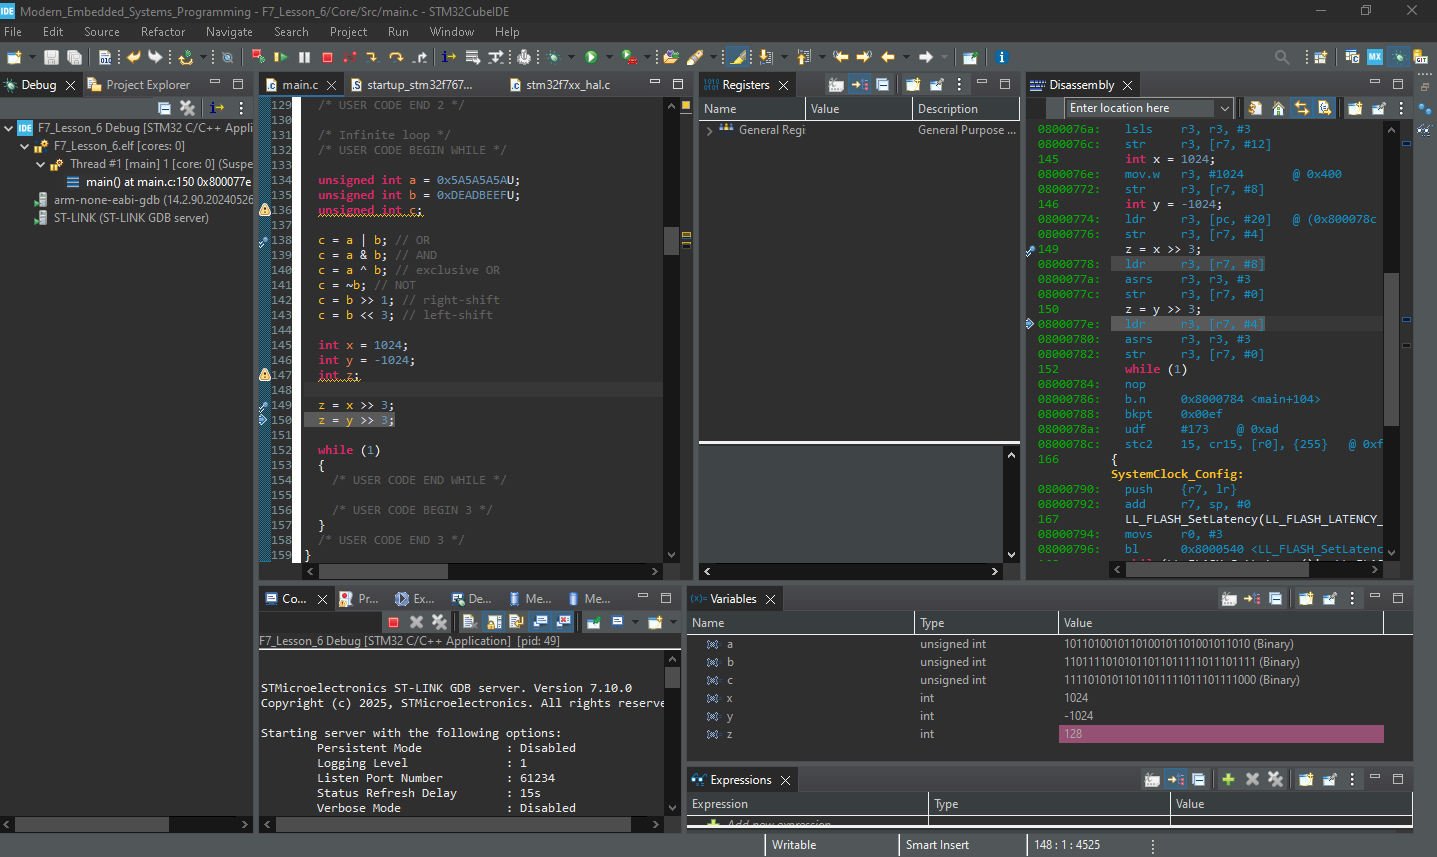 IDE Modern_Embedded_Systems_Programming - F7_Lesson_6/Core/Src/main.c - STM32CubeIDE
File Edit Source Refactor Navigate Search Project Run Window Help
Debug Project Explorer
F7_Lesson_6 Debug [STM32 C/C++ Appli
F7_Lesson_6.elf [cores: 0]
Thread #1 [main] 1 [core: 0] (Suspe
main() at main.c:150 0x800077e
arm-none-eabi-gdb (14.2.90.20240526
ST-LINK (ST-LINK GDB server)
main.c startup_stm32f767... stm32f7xx_hal.c
129 /* USER CODE END 2 */
130
131 /* Infinite loop */
132 /* USER CODE BEGIN WHILE */
133
134 unsigned int a = 0x5A5A5A5AU;
135 unsigned int b = 0xDEADBEEFU;
136 unsigned int c;
137
138 c = a | b; // OR
139 c = a & b; // AND
140 c = a ^ b; // exclusive OR
141 c = ~b; // NOT
142 c = b >> 1; // right-shift
143 c = b << 3; // left-shift
144
145 int x = 1024;
146 int y = -1024;
147 int z;
148
149 z = x >> 3;
150 z = y >> 3;
151
152 while (1)
153 {
154 /* USER CODE END WHILE */
155
156 /* USER CODE BEGIN 3 */
157 }
158 /* USER CODE END 3 */
159 }
Registers
Name Value Description
General Regi General Purpose ...
Disassembly
Enter location here
0800076a: lsls r3, r3, #3
0800076c: str r3, [r7, #12]
145 int x = 1024;
0800076e: mov.w r3, #1024 @ 0x400
08000772: str r3, [r7, #8]
146 int y = -1024;
08000774: ldr r3, [pc, #20] @ (0x800078c
08000776: str r3, [r7, #4]
149 z = x >> 3;
08000778: ldr r3, [r7, #8]
0800077a: asrs r3, r3, #3
0800077c: str r3, [r7, #0]
150 z = y >> 3;
0800077e: ldr r3, [r7, #4]
08000780: asrs r3, r3, #3
08000782: str r3, [r7, #0]
152 while (1)
08000784: nop
08000786: b.n 0x8000784 <main+104>
08000788: bkpt 0x00ef
0800078a: udf #173 @ 0xad
0800078c: stc2 15, cr15, [r0], {255} @ 0xf
166 {
SystemClock_Config:
08000790: push {r7, lr}
08000792: add r7, sp, #0
167 LL_FLASH_SetLatency(LL_FLASH_LATENCY_
08000794: movs r0, #3
08000796: bl 0x8000540 <LL_FLASH_SetLatenc
Co... Pr... Ex... De... Me... Me...
F7_Lesson_6 Debug [STM32 C/C++ Application] [pid: 49]
STMicroelectronics ST-LINK GDB server. Version 7.10.0
Copyright (c) 2025, STMicroelectronics. All rights reserve
Starting server with the following options:
Persistent Mode : Disabled
Logging Level : 1
Listen Port Number : 61234
Status Refresh Delay : 15s
Verbose Mode : Disabled
(x)= Variables
Name Type Value
a unsigned int 1011010010110100101101001011010 (Binary)
b unsigned int 11011110101011011011111011101111 (Binary)
c unsigned int 11110101011011011111011101111000 (Binary)
x int 1024
y int -1024
z int 128
Expressions
Expression Type Value
Add new expression
Writable Smart Insert 148 : 1 : 4525